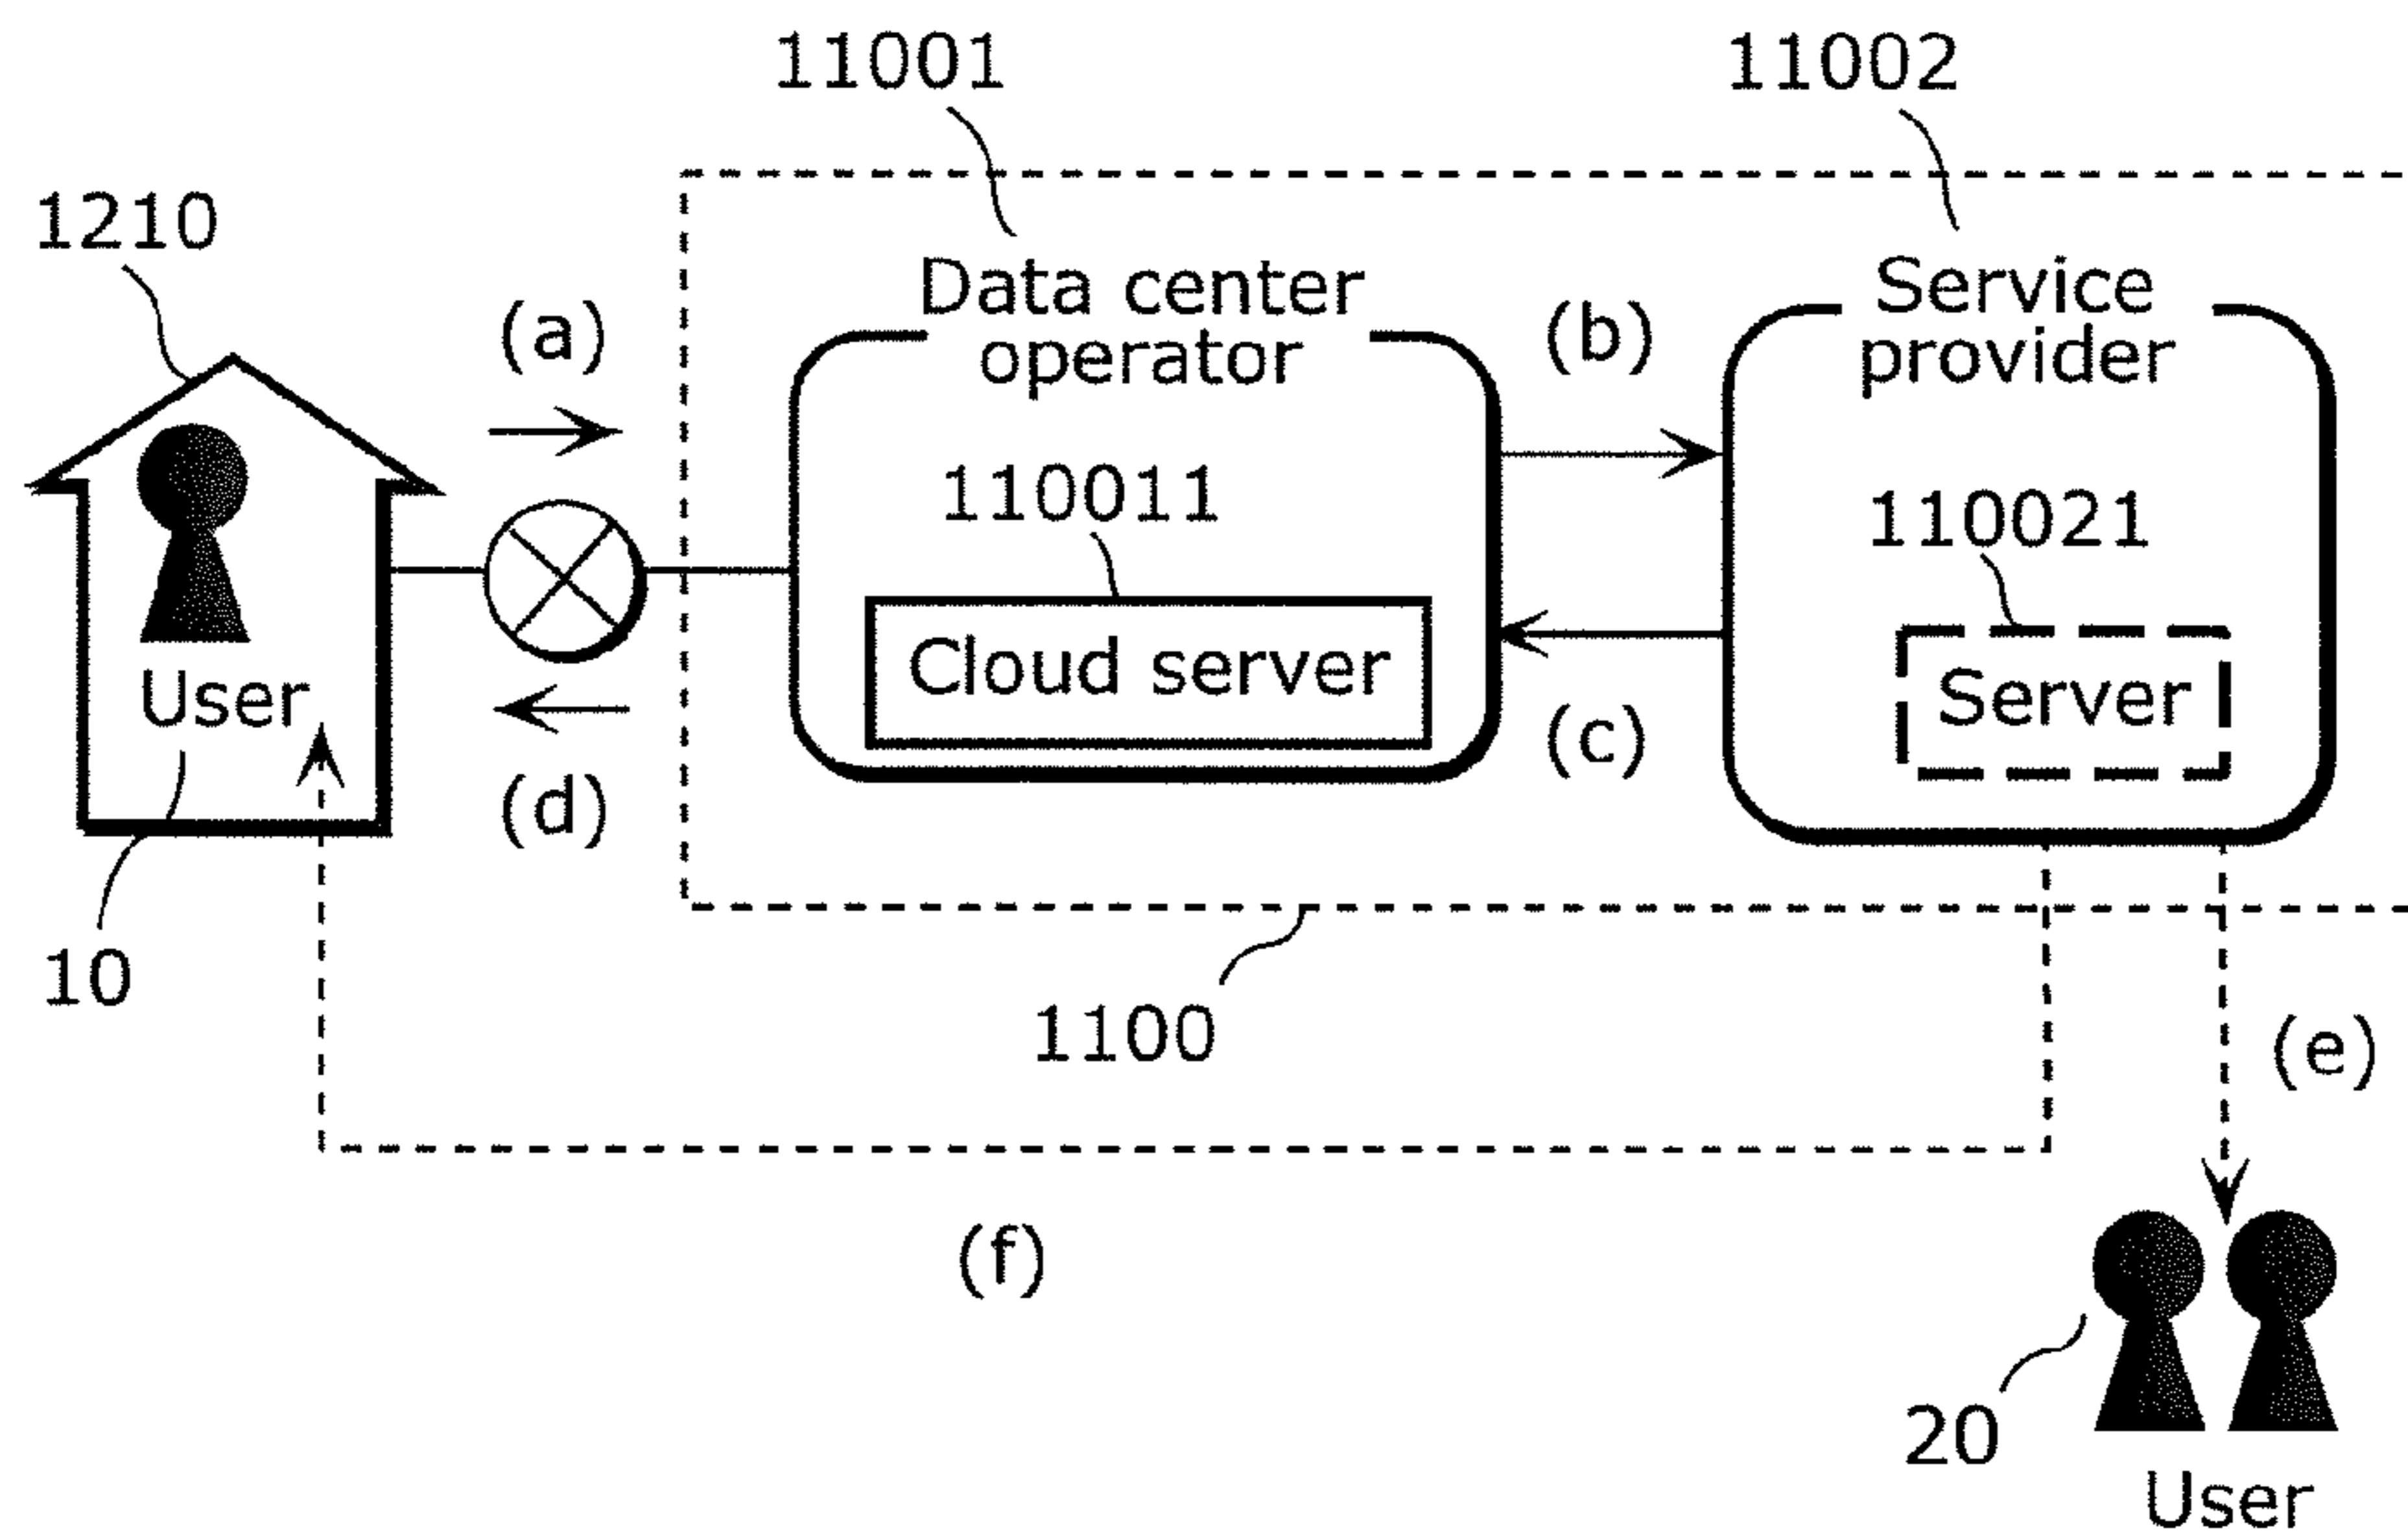 11001
11002
1210
(a)
Data center
operator
(b)
Service
provider
110011
110021
Cloud server
Server
User
(c)
(d)
10
1100
(e)
(f)
20
User